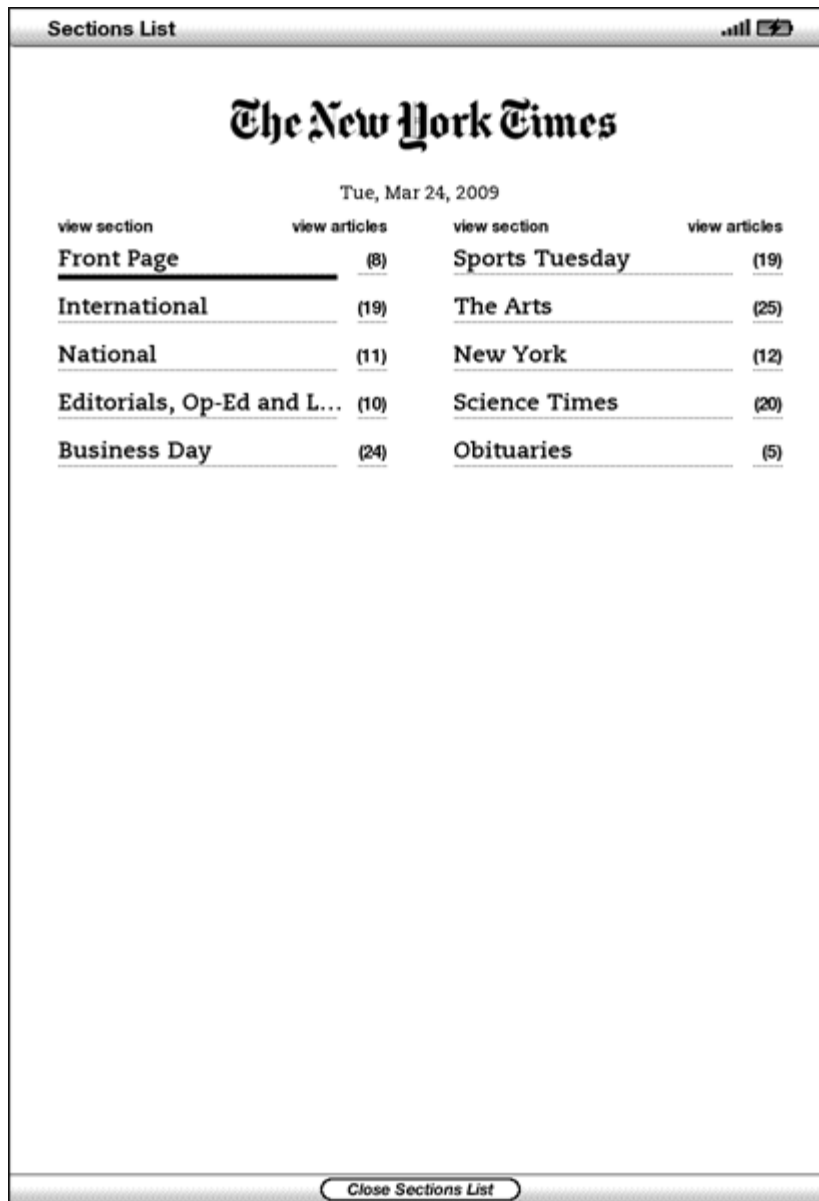 Sections List
The New York Times
Tue, Mar 24, 2009
view section view articles view section view articles
Front Page (8) Sports Tuesday (19)
International (19) The Arts (25)
National (11) New York (12)
Editorials, Op-Ed and L... (10) Science Times (20)
Business Day (24) Obituaries (5)
Close Sections List